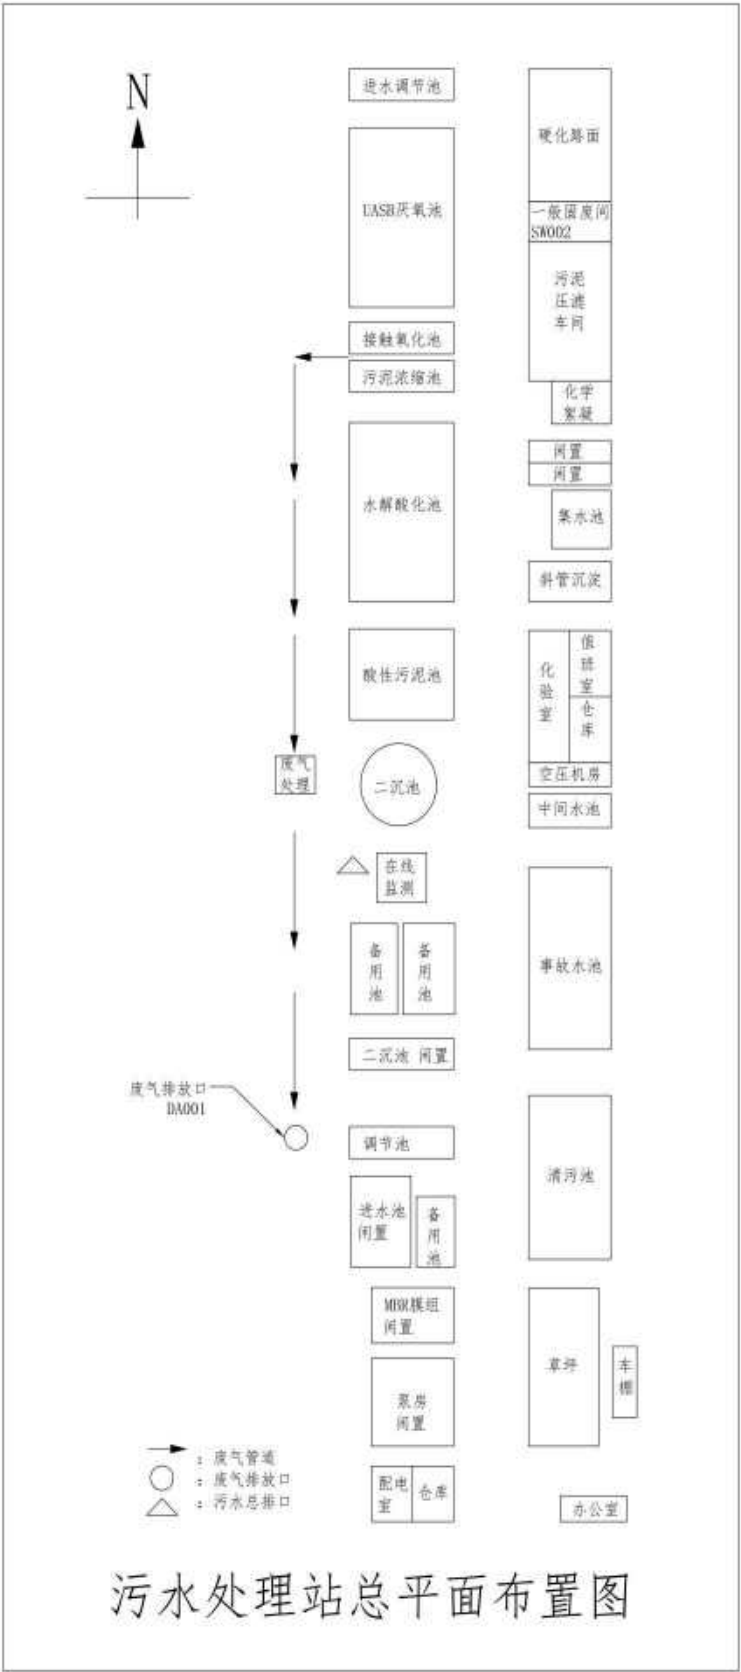 N
进水调节池
硬化路面
UASB厌氧池
一般固废间
SW002
污泥
压滤
车间
接触氧化池
污泥浓缩池
化学
絮凝
闲置
闲置
水解酸化池
集水池
斜管沉淀
酸性污泥池
化验室
值班室
仓库
废气
处理
二沉池
空压机房
中间水池
在线
监测
备用池
备用池
事故水池
二沉池 闲置
废气排放口
DA001
调节池
清污池
进水池
闲置
备用池
MBR膜组
闲置
草坪
车棚
泵房
闲置
：废气管道
：废气排放口
：污水总排口
配电
室
仓库
办公室
污水处理站总平面布置图